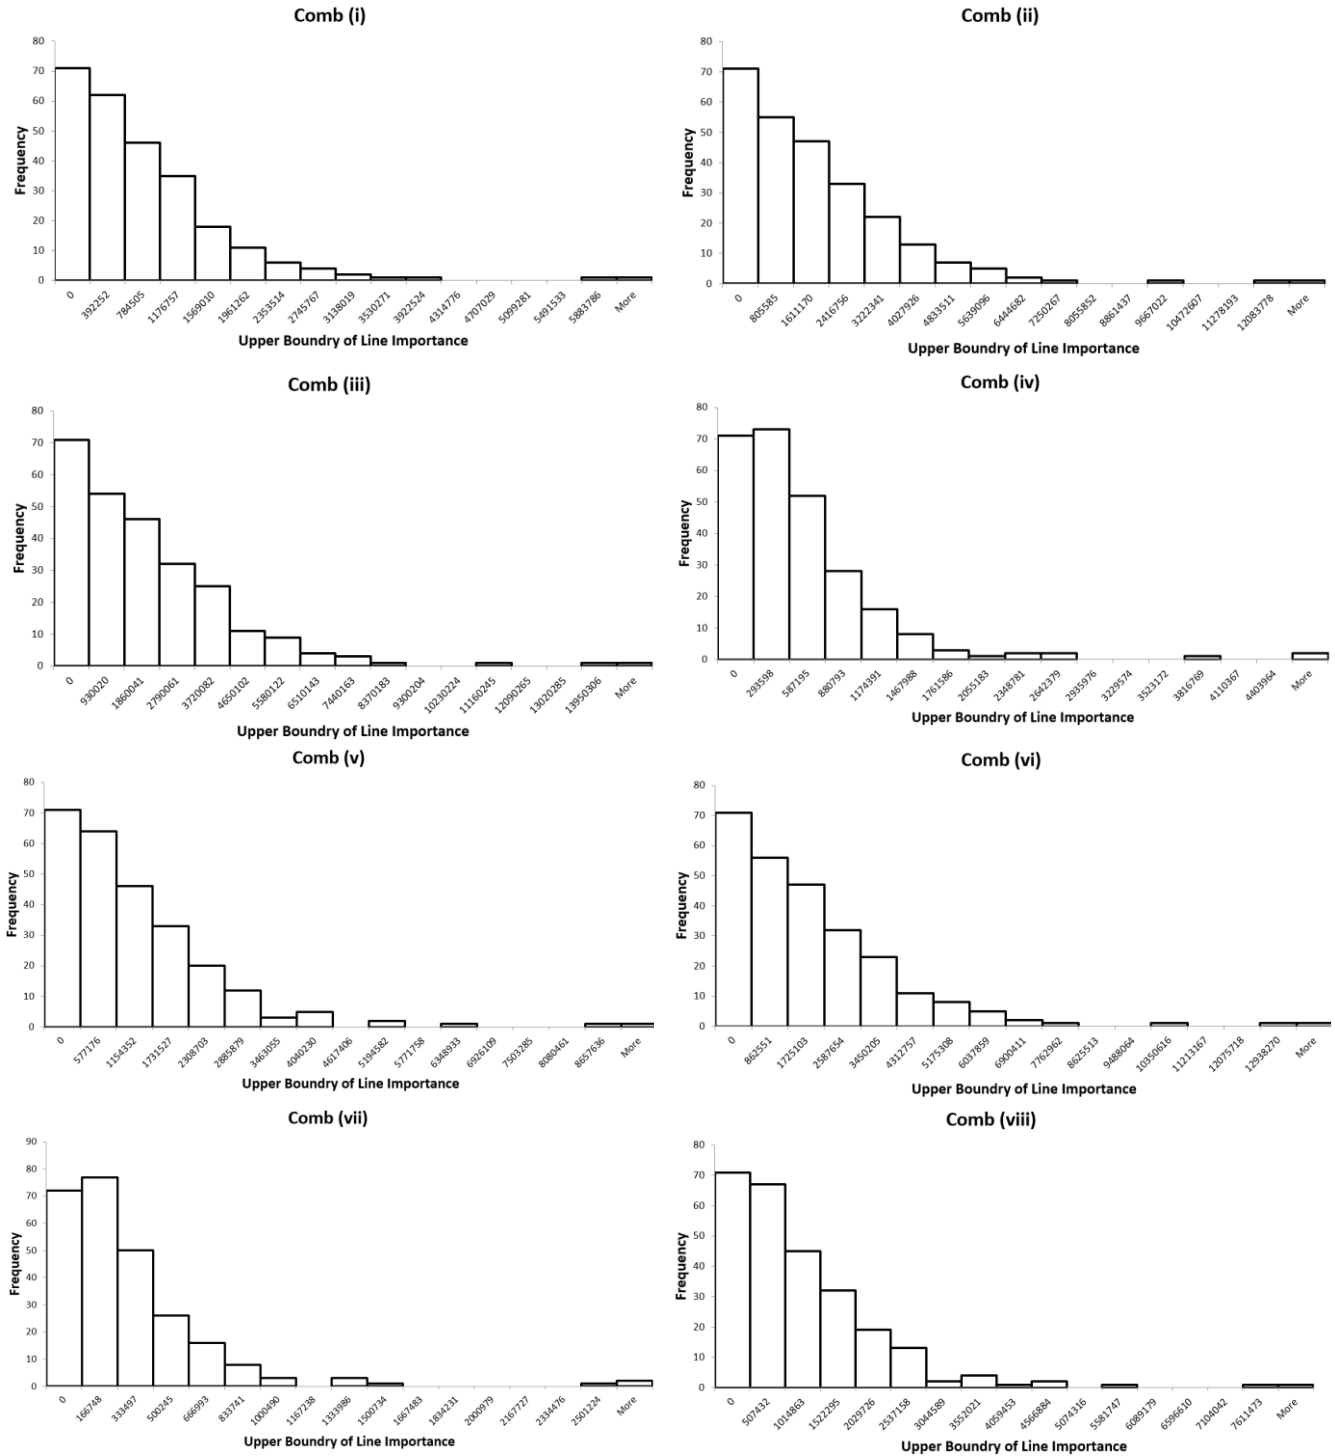 Comb (i)
80
70
60
50
40
30
20
10
0
Frequency
0 392252 784505 1176757 1569010 1961262 2353514 2745767 3138019 3530271 3922524 4314776 4707029 5099281 5491533 5883786 More
Upper Boundry of Line Importance
Comb (ii)
80
70
60
50
40
30
20
10
0
Frequency
0 805585 1611170 2416756 3222341 4027926 4833511 5639096 6444682 7250267 8055852 8861437 9667022 10472607 11278193 12083778 More
Upper Boundry of Line Importance
Comb (iii)
80
70
60
50
40
30
20
10
0
Frequency
0 930020 1860041 2790061 3720082 4650102 5580122 6510143 7440163 8370183 9300204 10230224 11160245 12090265 13020285 13950306 More
Upper Boundry of Line Importance
Comb (iv)
80
70
60
50
40
30
20
10
0
Frequency
0 293598 587195 880793 1174391 1467988 1761586 2055183 2348781 2642379 2935976 3229574 3523172 3816769 4110367 4403964 More
Upper Boundry of Line Importance
Comb (v)
80
70
60
50
40
30
20
10
0
Frequency
0 577176 1154352 1731527 2308703 2885879 3463055 4040230 4617406 5194582 5771758 6348933 6926109 7503285 8080461 8657636 More
Upper Boundry of Line Importance
Comb (vi)
80
70
60
50
40
30
20
10
0
Frequency
0 862551 1725103 2587654 3450205 4312757 5175308 6037859 6900411 7762962 8625513 9488064 10350616 11213167 12075718 12938270 More
Upper Boundry of Line Importance
Comb (vii)
90
80
70
60
50
40
30
20
10
0
Frequency
0 166748 333497 500245 666993 833741 1000490 1167238 1333986 1500734 1667483 1834231 2000979 2167727 2334476 2501224 More
Upper Boundry of Line Importance
Comb (viii)
80
70
60
50
40
30
20
10
0
Frequency
0 507432 1014863 1522295 2029726 2537158 3044589 3552021 4059453 4566884 5074316 5581747 6089179 6596610 7104042 7611473 More
Upper Boundry of Line Importance